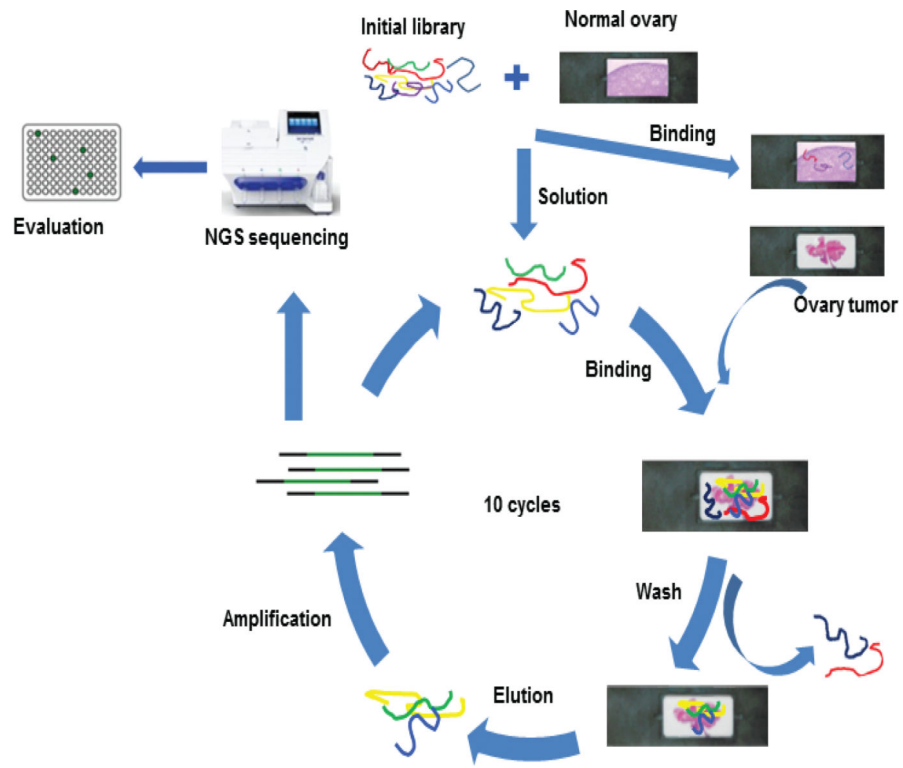 Initial library
Normal ovary
Binding
Solution
Evaluation
NGS sequencing
Ovary tumor
Binding
10 cycles
Wash
Amplification
Elution